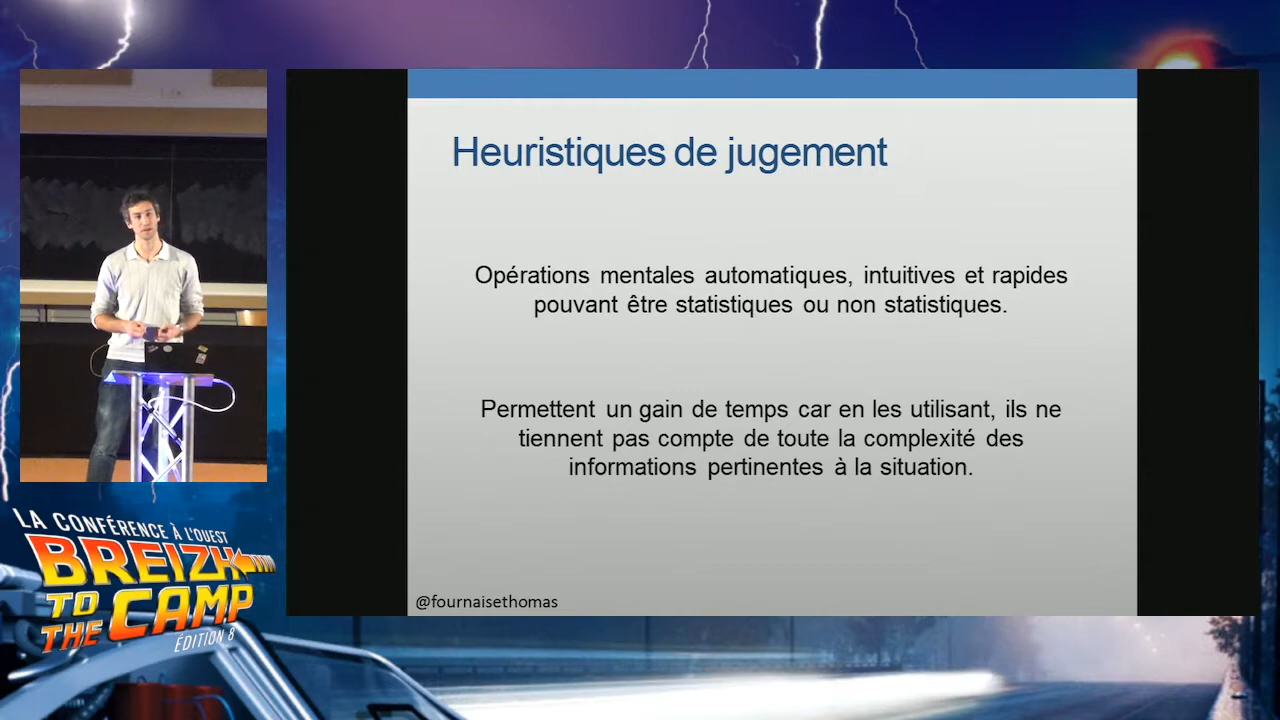 Heuristiques de jugement
Opérations mentales automatiques, intuitives et rapides
pouvant être statistiques ou non statistiques.
Permettent un gain de temps car en les utilisant, ils ne
tiennent pas compte de toute la complexité des
informations pertinentes à la situation.
@fournaisethomas
LA CONFÉRENCE À L'OUEST
BREIZH
TO
THE CAMP
ÉDITION 8